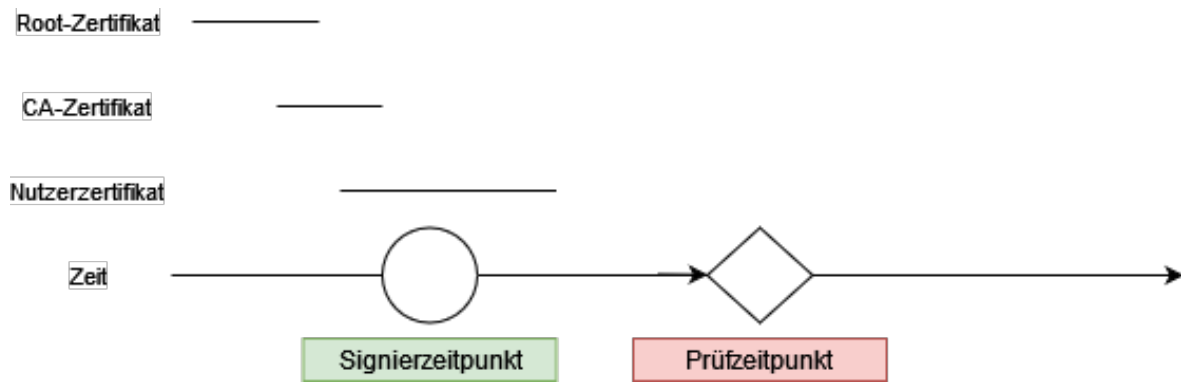 Root-Zertifikat
CA-Zertifikat
Nutzerzertifikat
Zeit
Signierzeitpunkt
Prüfzeitpunkt